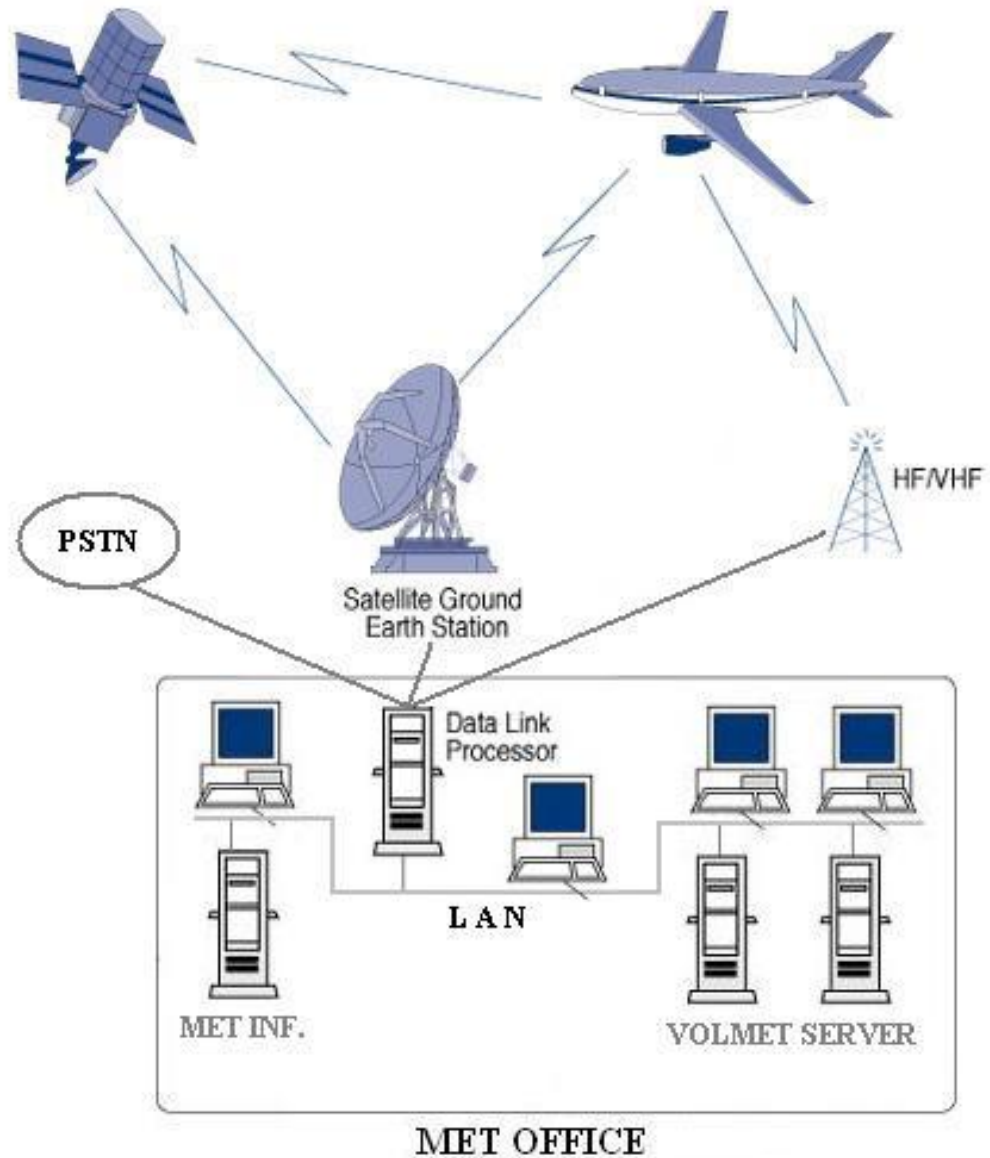 HF/VHF
PSTN
Satellite Ground
Earth Station
Data Link
Processor
L A N
MET INF.
VOLMET SERVER
MET OFFICE